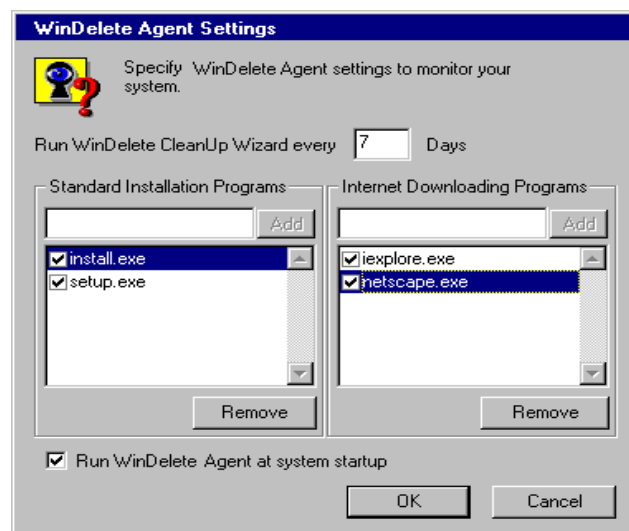 WinDelete Agent Settings
Specify WinDelete Agent settings to monitor your
system.
Run WinDelete CleanUp Wizard every 7 Days
Standard Installation Programs
Add
install.exe
setup.exe
Remove
Internet Downloading Programs
Add
iexplore.exe
netscape.exe
Remove
Run WinDelete Agent at system startup
OK
Cancel